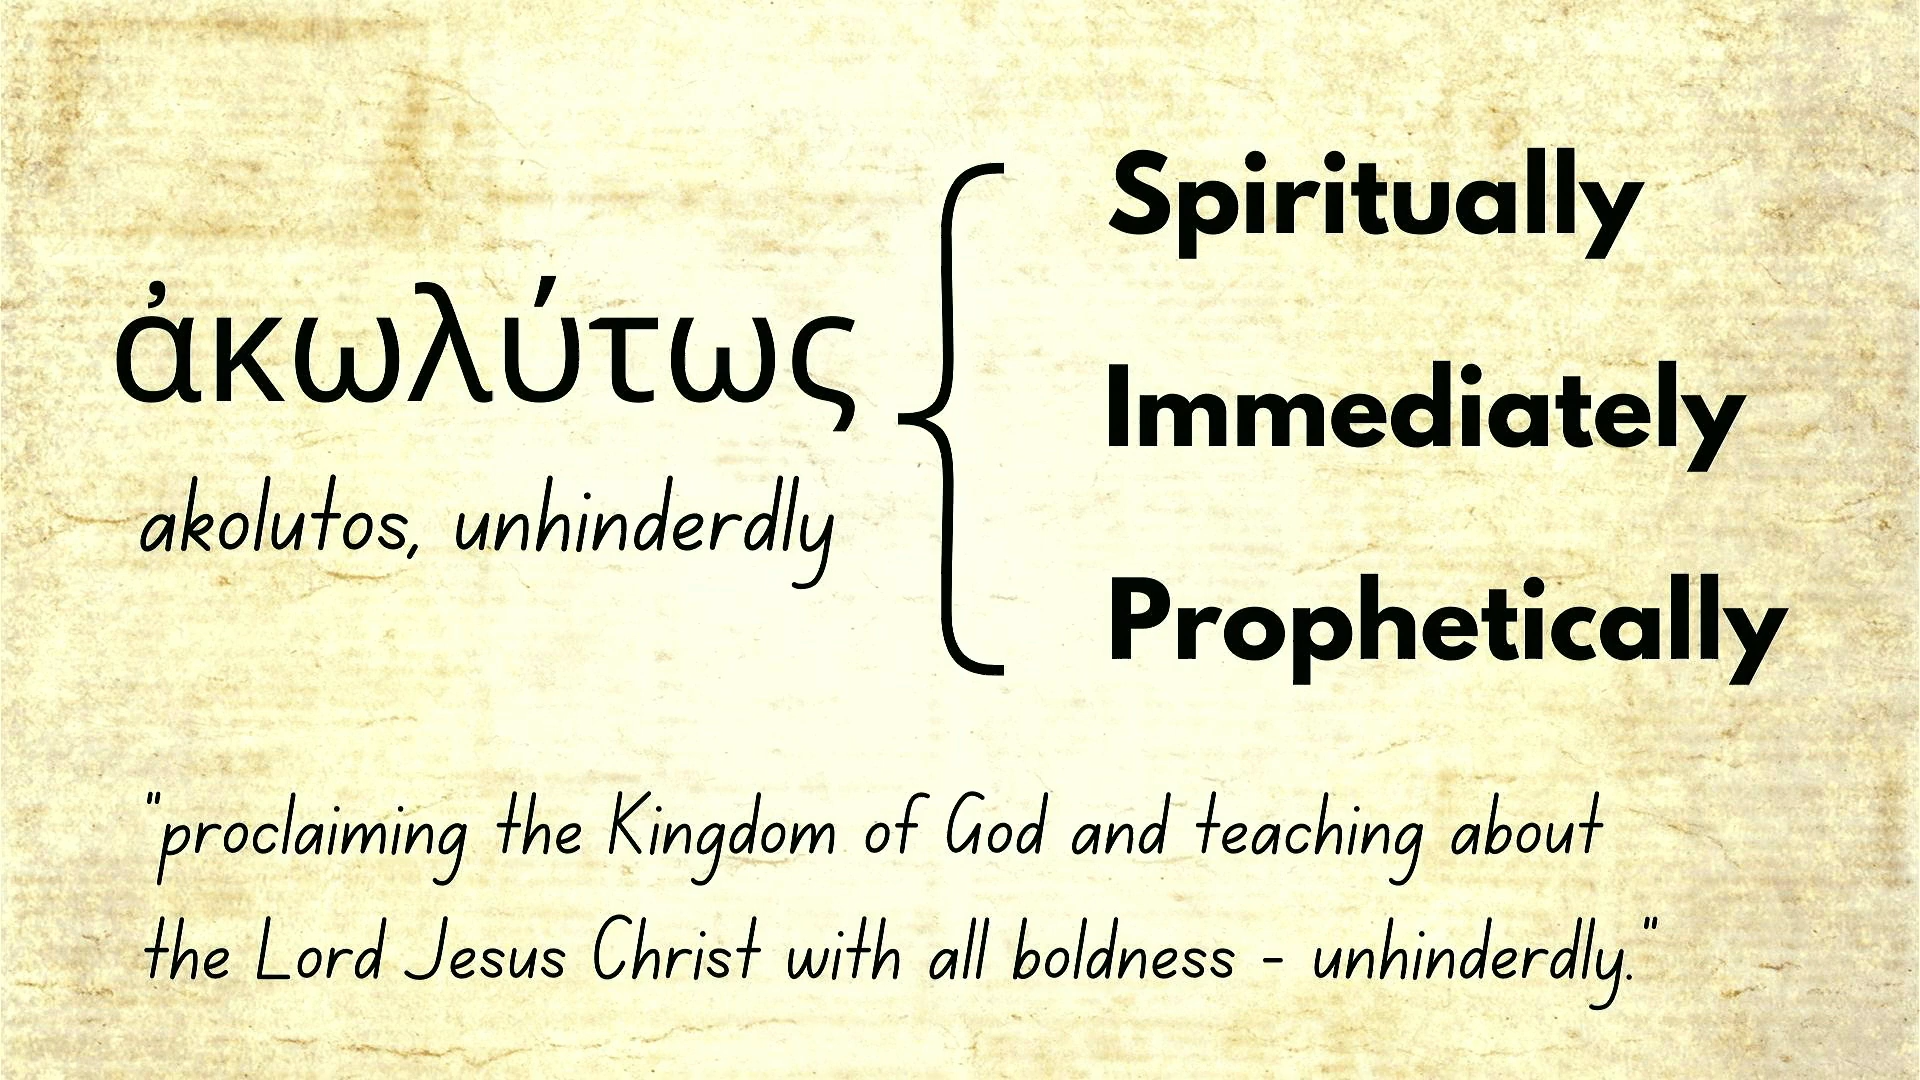 ἀκωλύτως
akolutos, unhinderdly
Spiritually
Immediately
Prophetically
"proclaiming the Kingdom of God and teaching about
the Lord Jesus Christ with all boldness - unhinderdly."